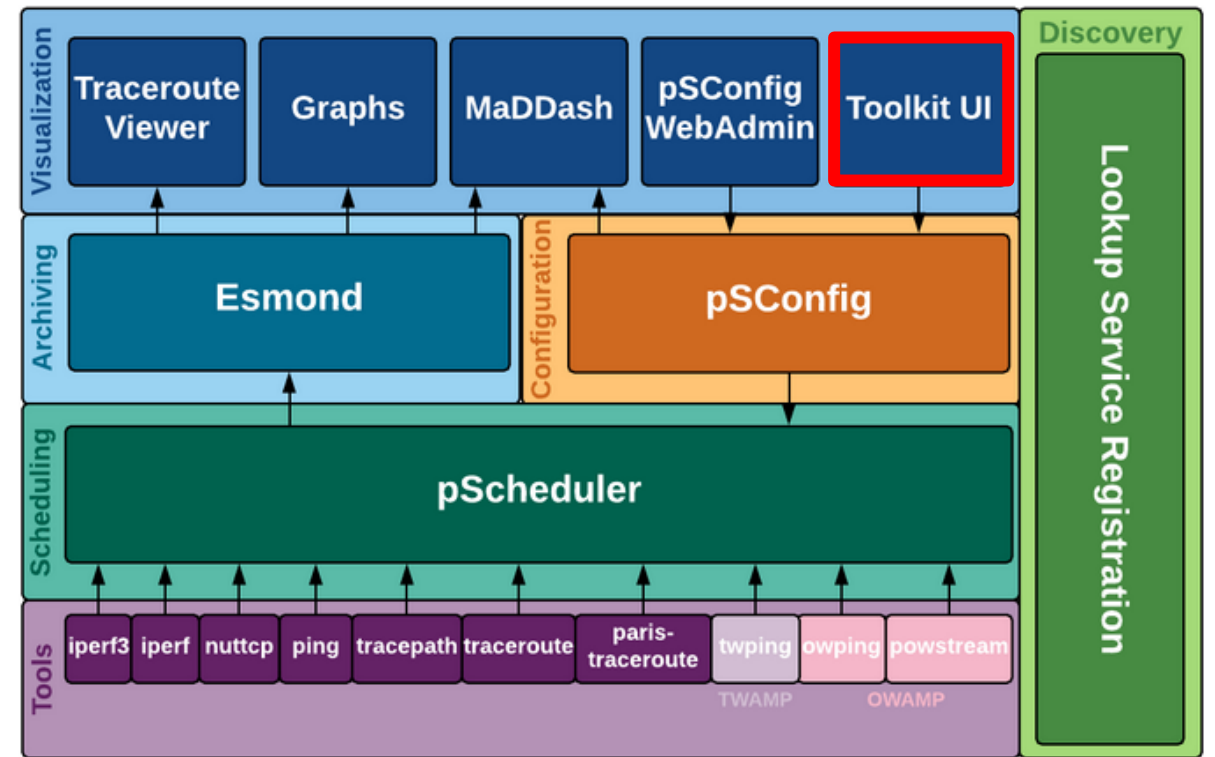 Visualization
Traceroute
Viewer
Graphs
MaDDash
pSConfig
WebAdmin
Toolkit UI
Discovery
Lookup Service Registration
Archiving
Esmond
Configuration
pSConfig
Scheduling
pScheduler
Tools
iperf3
iperf
nuttcp
ping
tracepath
traceroute
paris-
traceroute
twping
owping
powstream
TWAMP
OWAMP